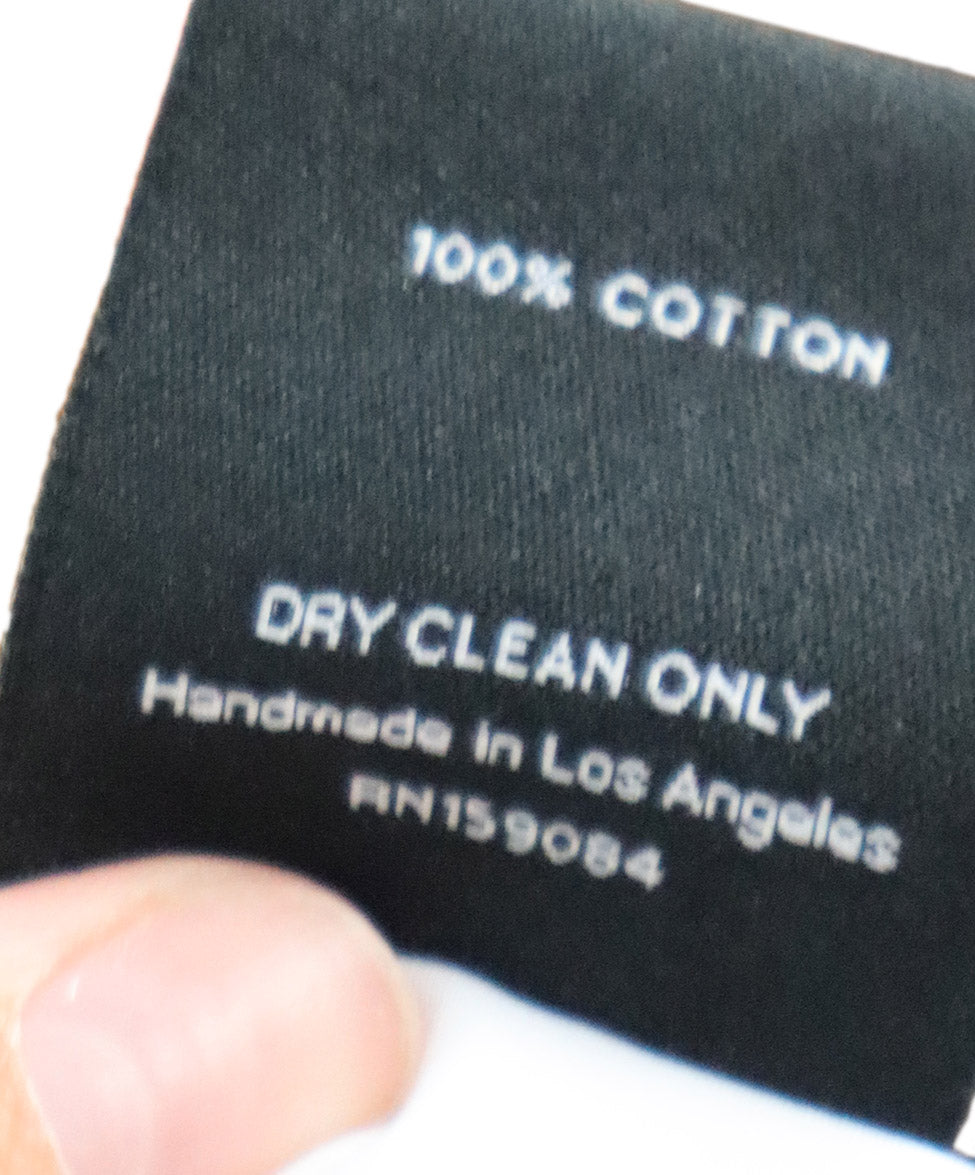 100% COTTON
DRY CLEAN ONLY
Handmade in Los Angeles
RN159084